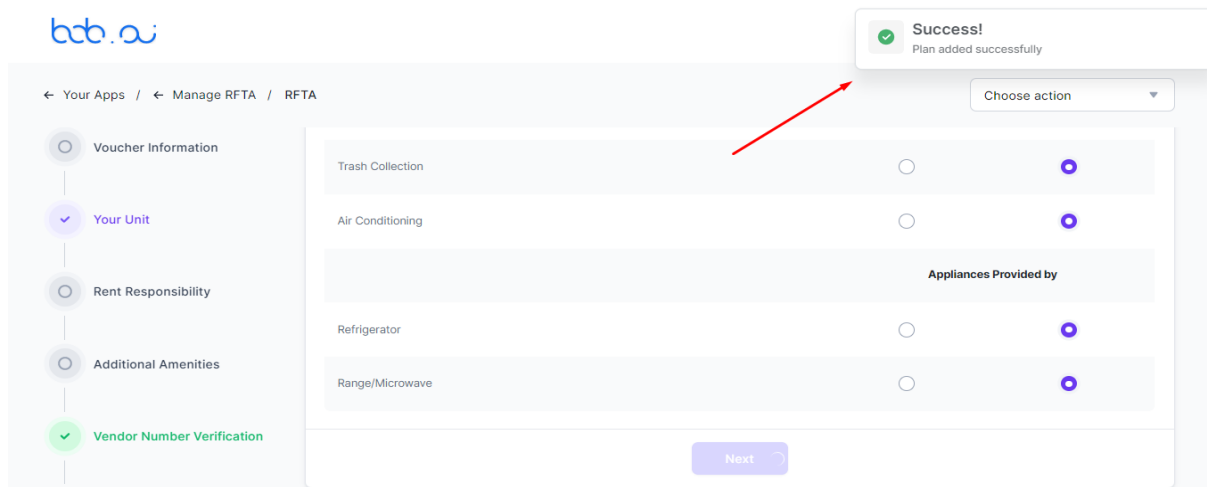 bob.ai
Success!
Plan added successfully
← Your Apps / ← Manage RFTA / RFTA
Choose action
Voucher Information
Your Unit
Rent Responsibility
Additional Amenities
Vendor Number Verification
Trash Collection
Air Conditioning
Appliances Provided by
Refrigerator
Range/Microwave
Next